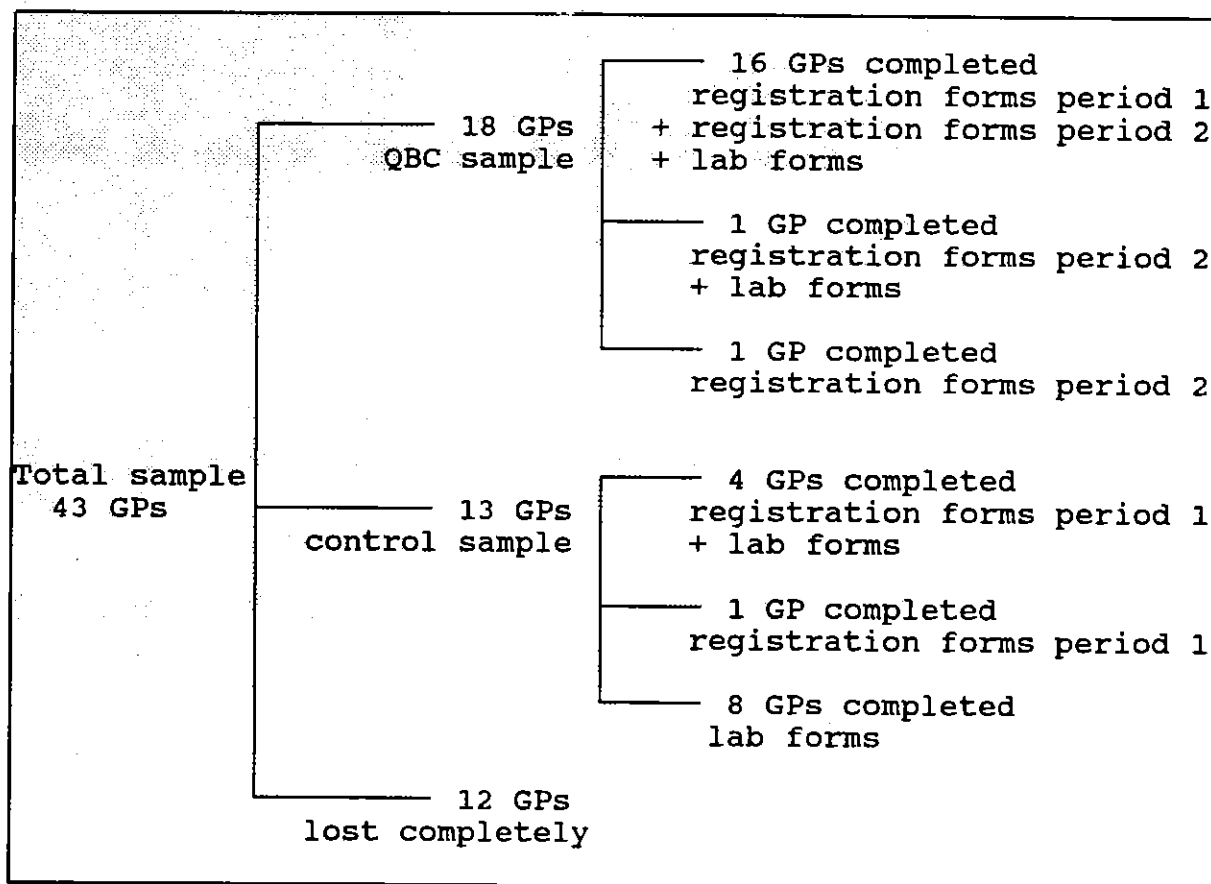 16 GPs completed
registration forms period 1
+ registration forms period 2
+ lab forms
18 GPs
QBC sample
1 GP completed
registration forms period 2
+ lab forms
1 GP completed
registration forms period 2
Total sample
43 GPs
13 GPs
control sample
4 GPs completed
registration forms period 1
+ lab forms
1 GP completed
registration forms period 1
8 GPs completed
lab forms
12 GPs
lost completely